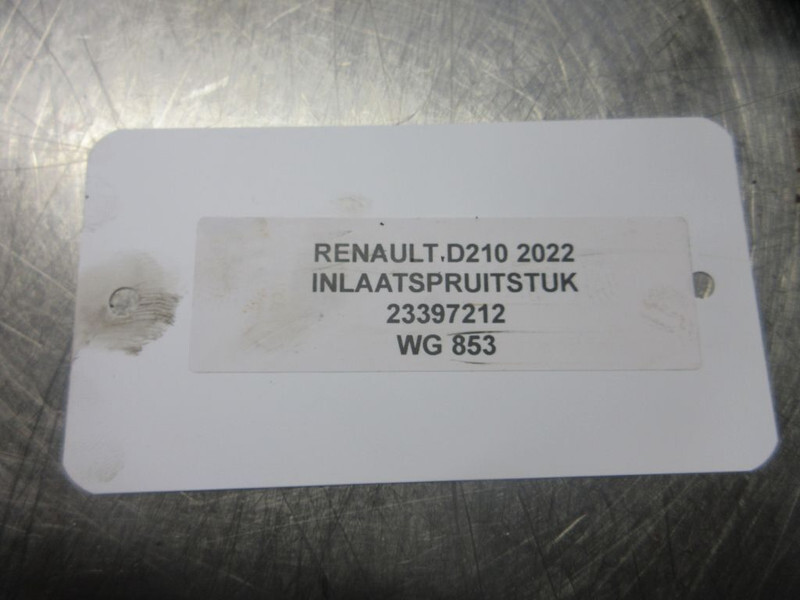 RENAULT D210 2022
INLAATSPRUITSTUK
23397212
WG 853